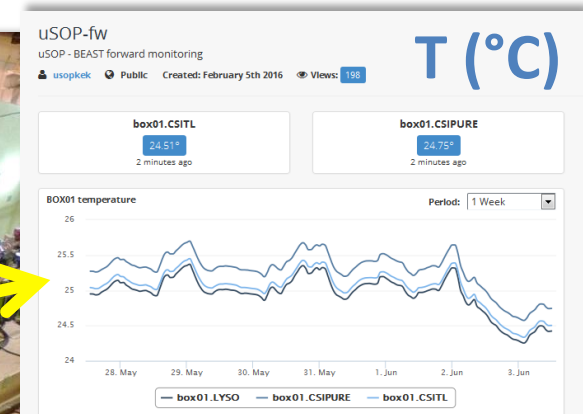 uSOP-fw
T (°C)
uSOP - BEAST forward monitoring
usopkek Public Created: February 5th 2016 Views: 198
box01.CSITL
24.51°
2 minutes ago
box01.CSIPURE
24.75°
2 minutes ago
BOX01 temperature
Period: 1 Week
26
25.5
25
24.5
24
28. May 29. May 30. May 31. May 1. Jun 2. Jun 3. Jun
box01.LYSO box01.CSIPURE box01.CSITL